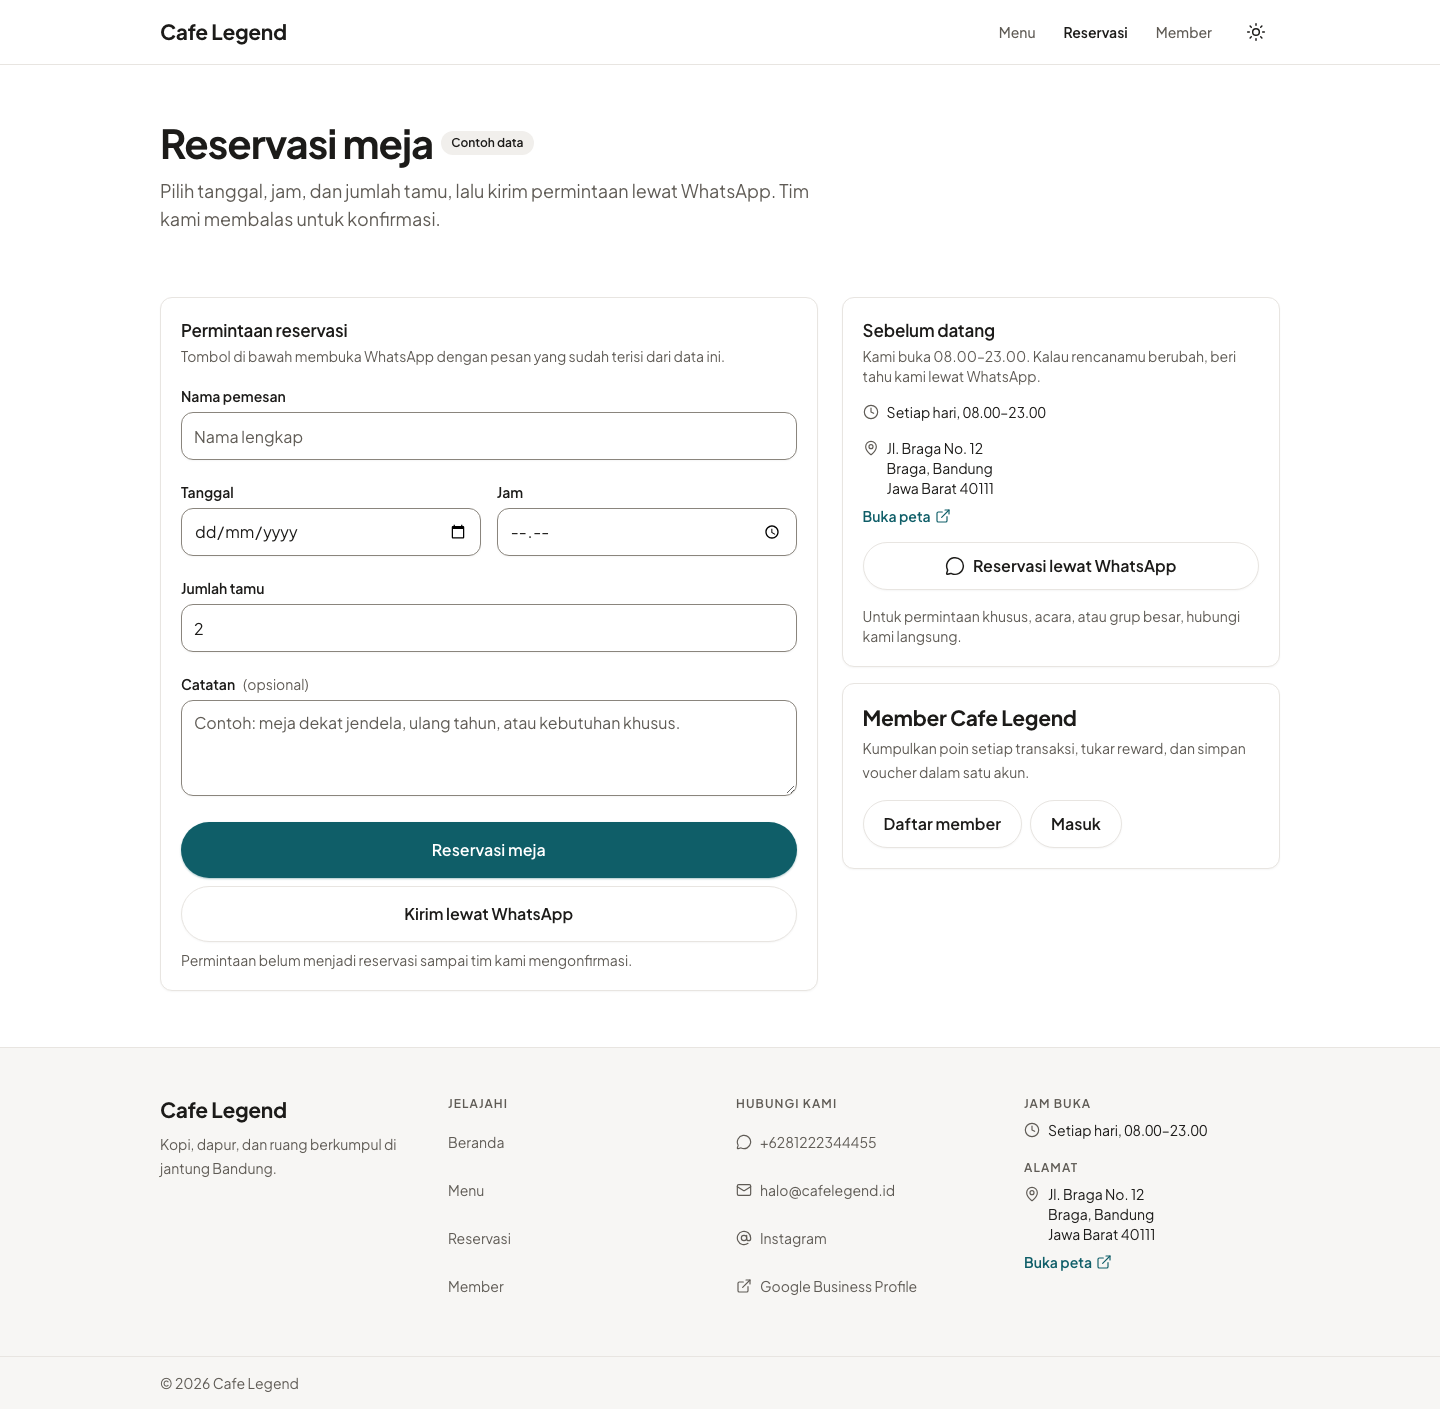 Cafe Legend
Menu
Reservasi
Member
Reservasi meja
Contoh data
Pilih tanggal, jam, dan jumlah tamu, lalu kirim permintaan lewat WhatsApp. Tim
kami membalas untuk konfirmasi.
Permintaan reservasi
Tombol di bawah membuka WhatsApp dengan pesan yang sudah terisi dari data ini.
Nama pemesan
Nama lengkap
Tanggal
Jam
dd/mm/yyyy
--.--
Jumlah tamu
2
Catatan (opsional)
Contoh: meja dekat jendela, ulang tahun, atau kebutuhan khusus.
Reservasi meja
Kirim lewat WhatsApp
Permintaan belum menjadi reservasi sampai tim kami mengonfirmasi.
Sebelum datang
Kami buka 08.00–23.00. Kalau rencanamu berubah, beri
tahu kami lewat WhatsApp.
Setiap hari, 08.00–23.00
Jl. Braga No. 12
Braga, Bandung
Jawa Barat 40111
Buka peta
Reservasi lewat WhatsApp
Untuk permintaan khusus, acara, atau grup besar, hubungi
kami langsung.
Member Cafe Legend
Kumpulkan poin setiap transaksi, tukar reward, dan simpan
voucher dalam satu akun.
Daftar member
Masuk
Cafe Legend
Kopi, dapur, dan ruang berkumpul di
jantung Bandung.
JELAJAHI
Beranda
Menu
Reservasi
Member
HUBUNGI KAMI
+6281222344455
halo@cafelegend.id
Instagram
Google Business Profile
JAM BUKA
Setiap hari, 08.00–23.00
ALAMAT
Jl. Braga No. 12
Braga, Bandung
Jawa Barat 40111
Buka peta
© 2026 Cafe Legend